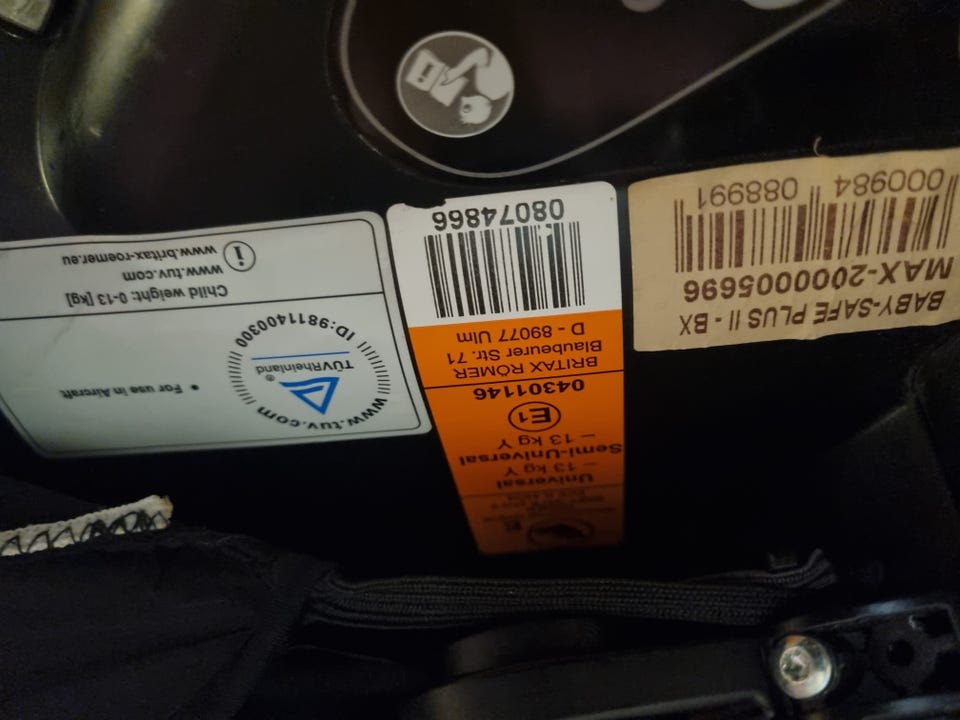 BABY-SAFE PLUS II - BX
MAX-2000005696
000984 088991
Universal
– 13 kg Y
Semi-Universal
– 13 kg Y
E1
04301146
BRITAX RÖMER
Blaubeurer Str. 71
D - 89077 Ulm
08074866
www.tuv.com
TÜVRheinland®
ID:9811400300
• For use in Aircraft
Child weight: 0-13 [kg]
www.tuv.com
www.britax-roemer.eu
i